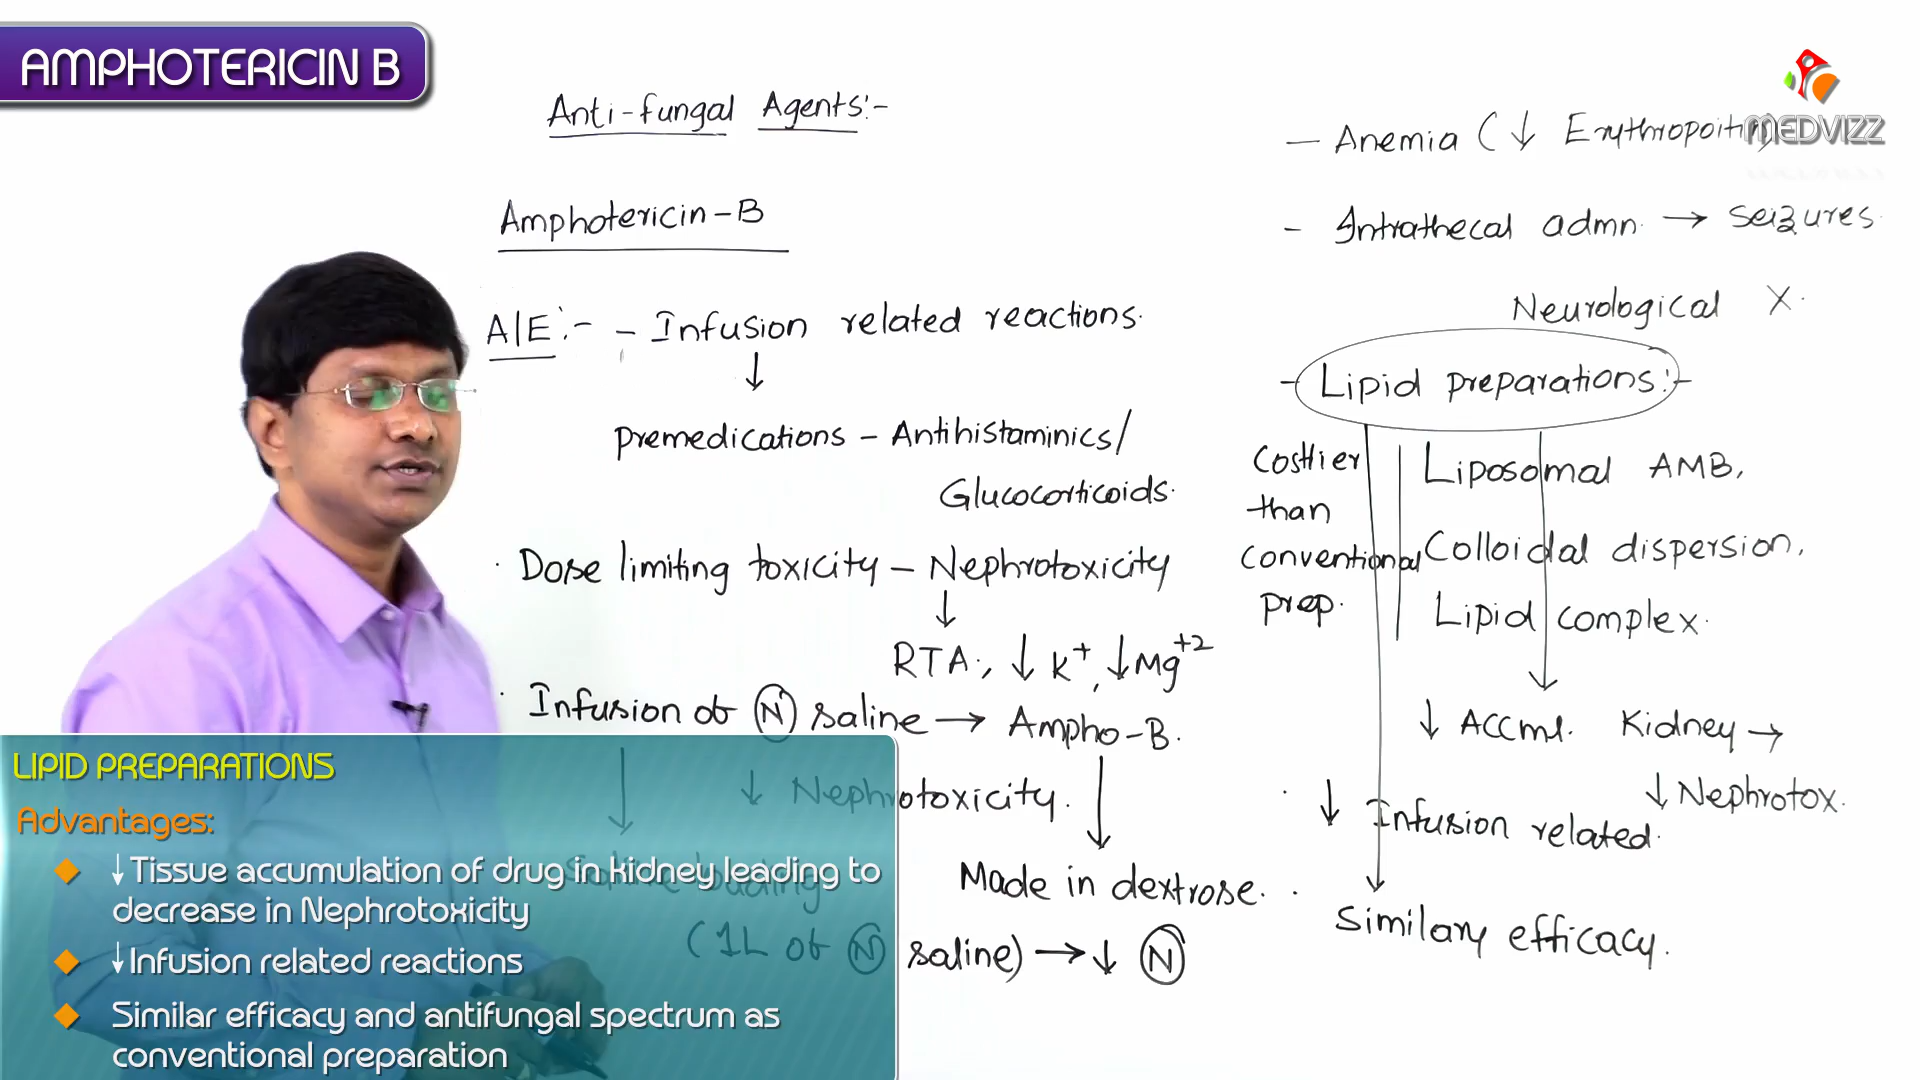 AMPHOTERICIN B
MEDVIZZ
Anti-fungal Agents:-
Amphotericin-B
A/E:- - Infusion related reactions.
↓
premedications - Antihistaminics/
Glucocorticoids.
Dose limiting toxicity - Nephrotoxicity
↓
RTA., ↓ K⁺, ↓ Mg⁺²
Infusion of Ⓝ saline → Ampho-B.
↓ Nephrotoxicity.
Saline loading
Made in dextrose.
(1L of Ⓝ saline) → ↓ Ⓝ
- Anemia (↓ Erythropoitin
- Intrathecal admn. → Seizures.
Neurological X.
- Lipid preparations:-
Costlier
than
conventional
prep.
Liposomal AMB,
Colloidal dispersion,
Lipid complex.
↓ Accml. Kidney →
↓ Nephrotox.
↓ Infusion related.
Similary efficacy.
LIPID PREPARATIONS
Advantages:
↓Tissue accumulation of drug in kidney leading to
decrease in Nephrotoxicity
↓Infusion related reactions
Similar efficacy and antifungal spectrum as
conventional preparation